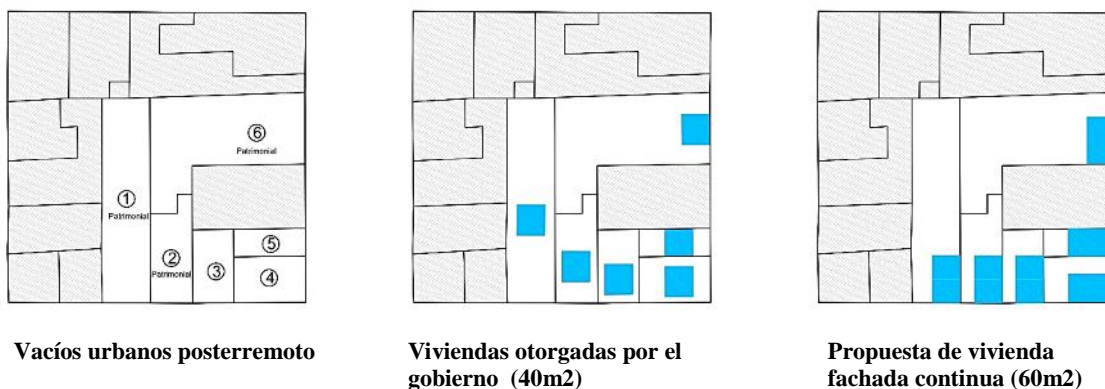 ⑥
Patrimonial
①
Patrimonial
⑤
②
③
④
Patrimonial
Vacíos urbanos posterremoto
Viviendas otorgadas por el
gobierno (40m2)
Propuesta de vivienda
fachada continua (60m2)